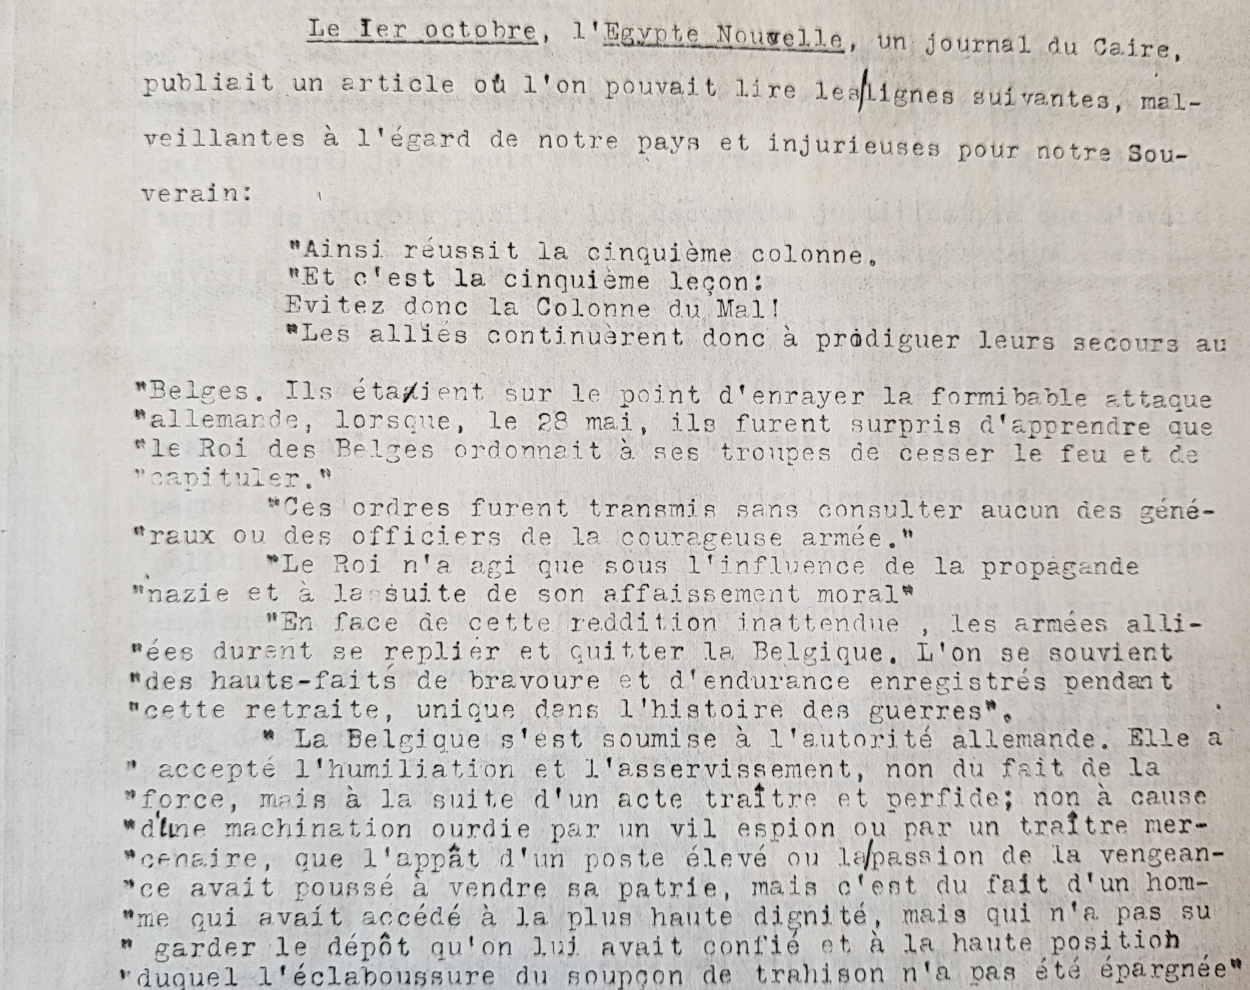 Le Ier octobre, l'Egypte Nouvelle, un journal du Caire,
publiait un article où l'on pouvait lire les/lignes suivantes, mal-
veillantes à l'égard de notre pays et injurieuses pour notre Sou-
verain:
"Ainsi réussit la cinquième colonne.
"Et c'est la cinquième leçon:
Evitez donc la Colonne du Mal!
"Les alliés continuèrent donc à prodiguer leurs secours au
"Belges. Ils étaient sur le point d'enrayer la formibable attaque
"allemande, lorsque, le 28 mai, ils furent surpris d'apprendre que
"le Roi des Belges ordonnait à ses troupes de cesser le feu et de
"capituler."
"Ces ordres furent transmis sans consulter aucun des géné-
"raux ou des officiers de la courageuse armée."
"Le Roi n'a agi que sous l'influence de la propagande
"nazie et à la suite de son affaissement moral"
"En face de cette reddition inattendue , les armées alli-
"ées durent se replier et quitter la Belgique. L'on se souvient
"des hauts-faits de bravoure et d'endurance enregistrés pendant
"cette retraite, unique dans l'histoire des guerres".
" La Belgique s'est soumise à l'autorité allemande. Elle a
" accepté l'humiliation et l'asservissement, non du fait de la
"force, mais à la suite d'un acte traître et perfide; non à cause
"d'une machination ourdie par un vil espion ou par un traître mer-
"cenaire, que l'appât d'un poste élevé ou la/passion de la vengean-
"ce avait poussé à vendre sa patrie, mais c'est du fait d'un hom-
"me qui avait accédé à la plus haute dignité, mais qui n'a pas su
" garder le dépôt qu'on lui avait confié et à la haute position
"duquel l'éclaboussure du soupçon de trahison n'a pas été épargnée"